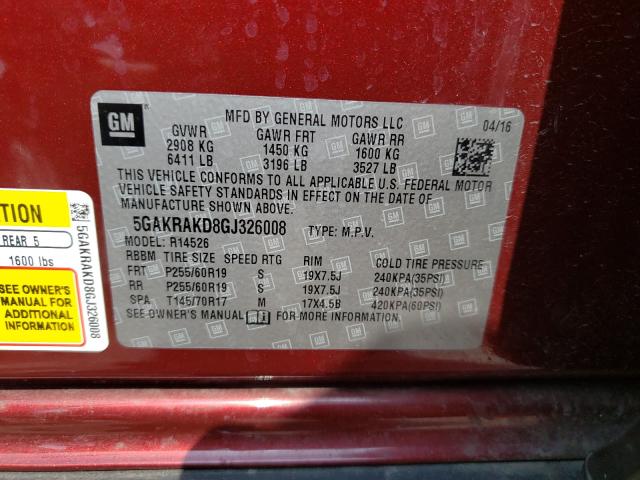 GM
MFD BY GENERAL MOTORS LLC
04/16
GVWR GAWR FRT GAWR RR
2908 KG 1450 KG 1600 KG
6411 LB 3196 LB 3527 LB
THIS VEHICLE CONFORMS TO ALL APPLICABLE U.S. FEDERAL MOTOR
VEHICLE SAFETY STANDARDS IN EFFECT ON THE DATE OF
MANUFACTURE SHOWN ABOVE.
5GAKRAKD8GJ326008 TYPE: M.P.V.
MODEL: R14526
RBBM TIRE SIZE SPEED RTG RIM COLD TIRE PRESSURE
FRT P255/60R19 S 19X7.5J 240KPA(35PSI)
RR P255/60R19 S 19X7.5J 240KPA(35PSI)
SPA T145/70R17 M 17X4.5B 420KPA(60PSI)
SEE OWNER'S MANUAL FOR MORE INFORMATION.
TION
REAR 5
1600 lbs
SEE OWNER'S
MANUAL FOR
ADDITIONAL
INFORMATION
5GAKRAKD8GJ326008